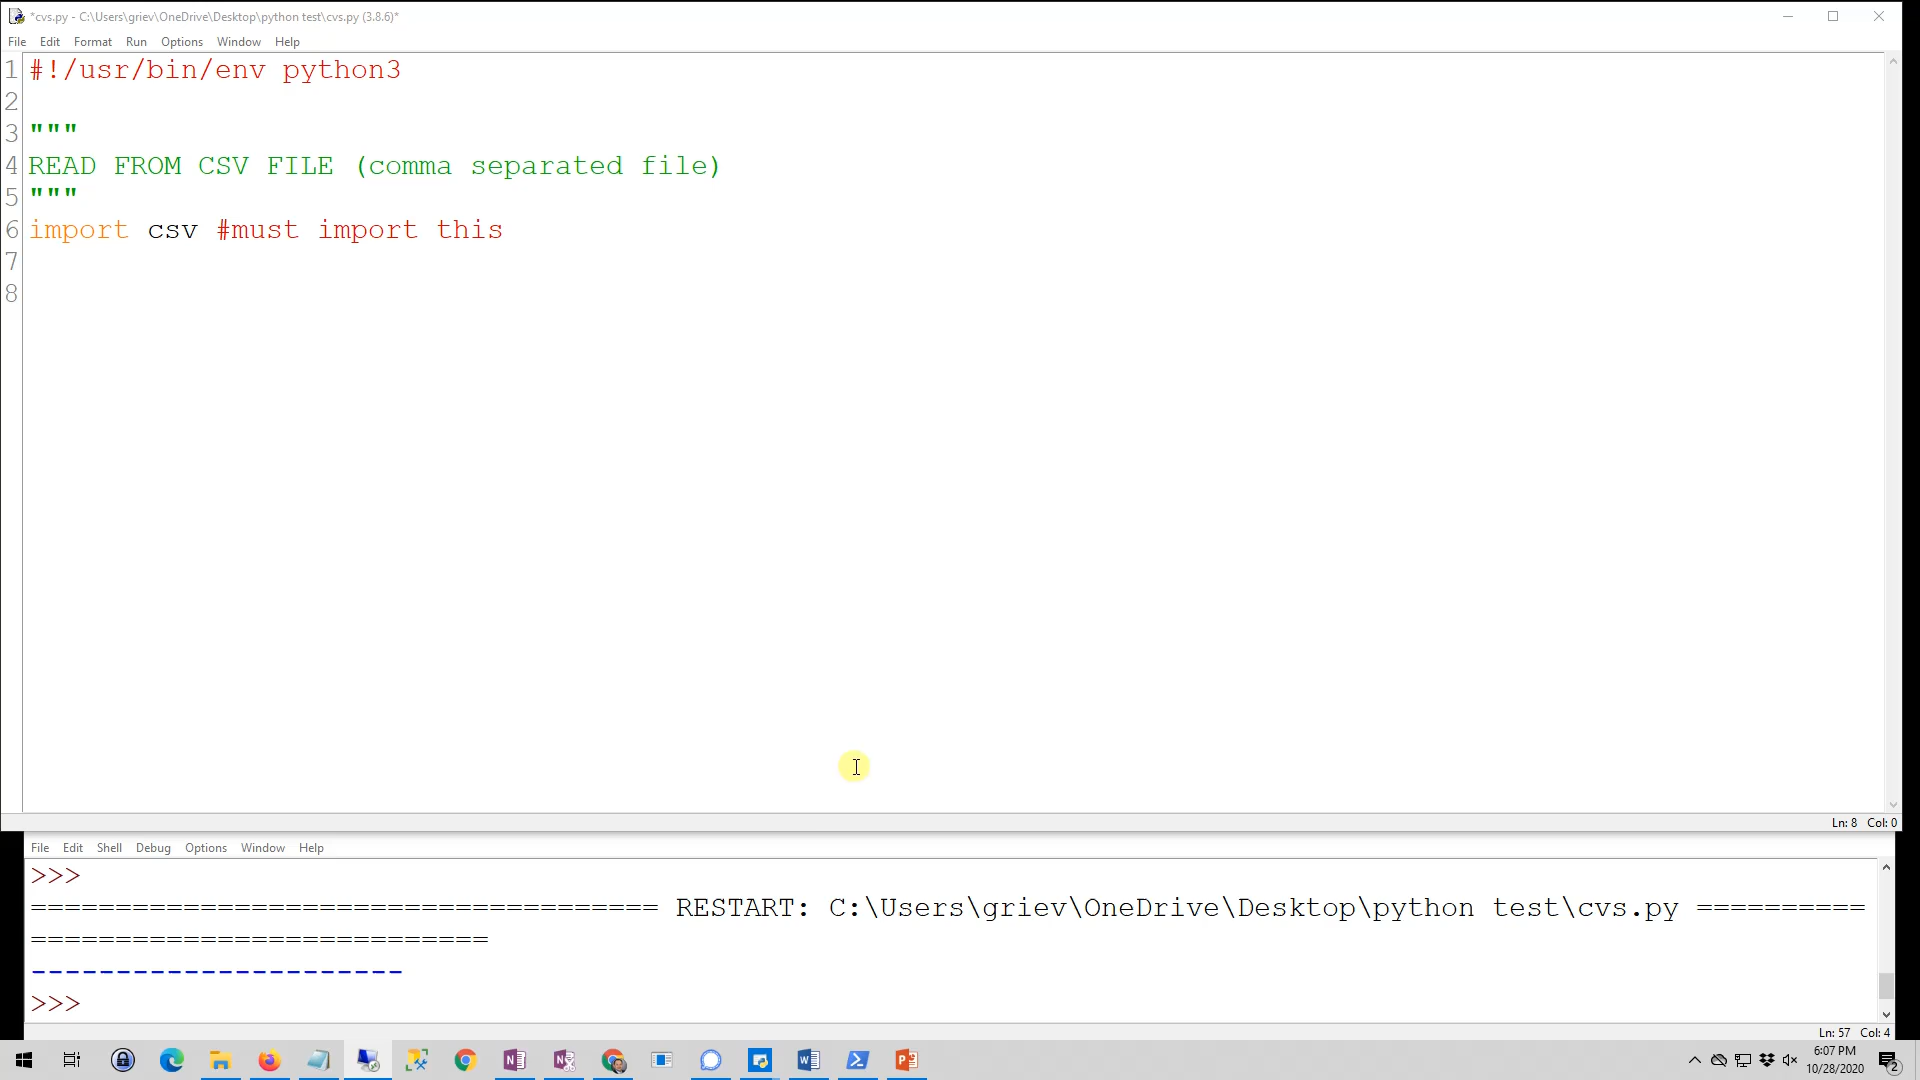 *cvs.py - C:\Users\griev\OneDrive\Desktop\python test\cvs.py (3.8.6)*
File Edit Format Run Options Window Help
1 #!/usr/bin/env python3
2
3 """
4 READ FROM CSV FILE (comma separated file)
5 """
6 import csv #must import this
7
8
Ln: 8 Col: 0
File Edit Shell Debug Options Window Help
>>>
===================================== RESTART: C:\Users\griev\OneDrive\Desktop\python test\cvs.py ==========
===========================
----------------------
>>>
Ln: 57 Col: 4
6:07 PM
10/28/2020
2